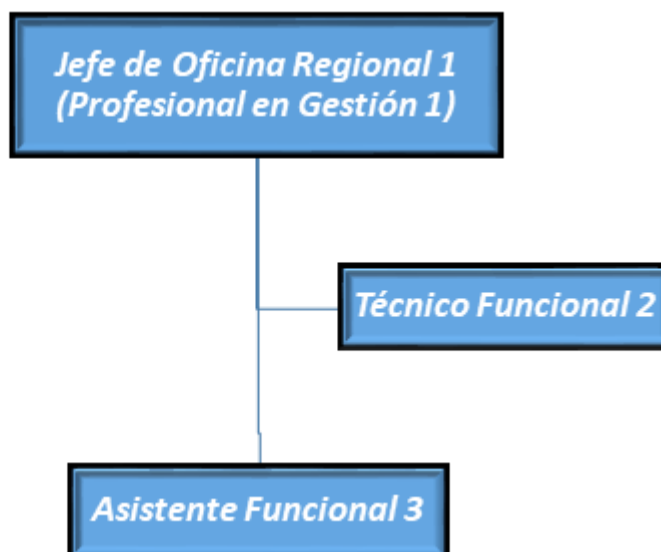 Jefe de Oficina Regional 1
(Profesional en Gestión 1)
Técnico Funcional 2
Asistente Funcional 3